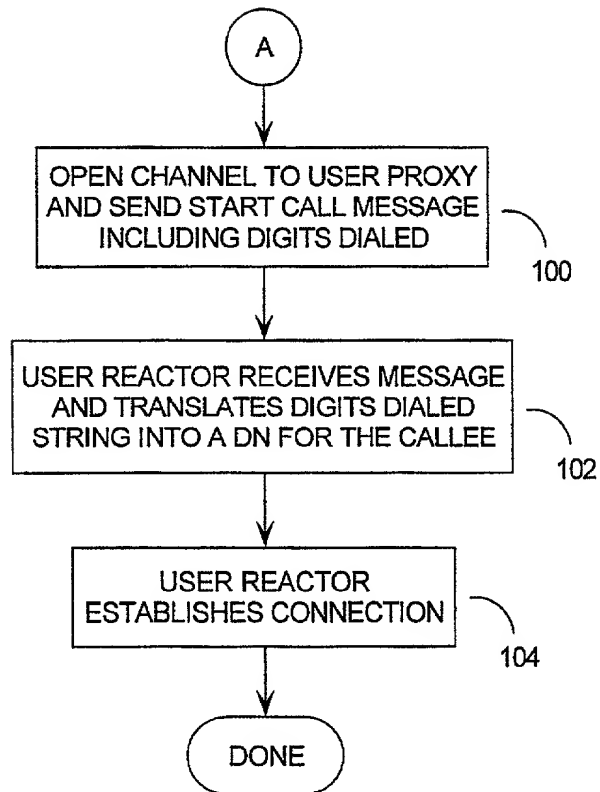 A
OPEN CHANNEL TO USER PROXY
AND SEND START CALL MESSAGE
INCLUDING DIGITS DIALED
100
USER REACTOR RECEIVES MESSAGE
AND TRANSLATES DIGITS DIALED
STRING INTO A DN FOR THE CALLEE
102
USER REACTOR
ESTABLISHES CONNECTION
104
DONE